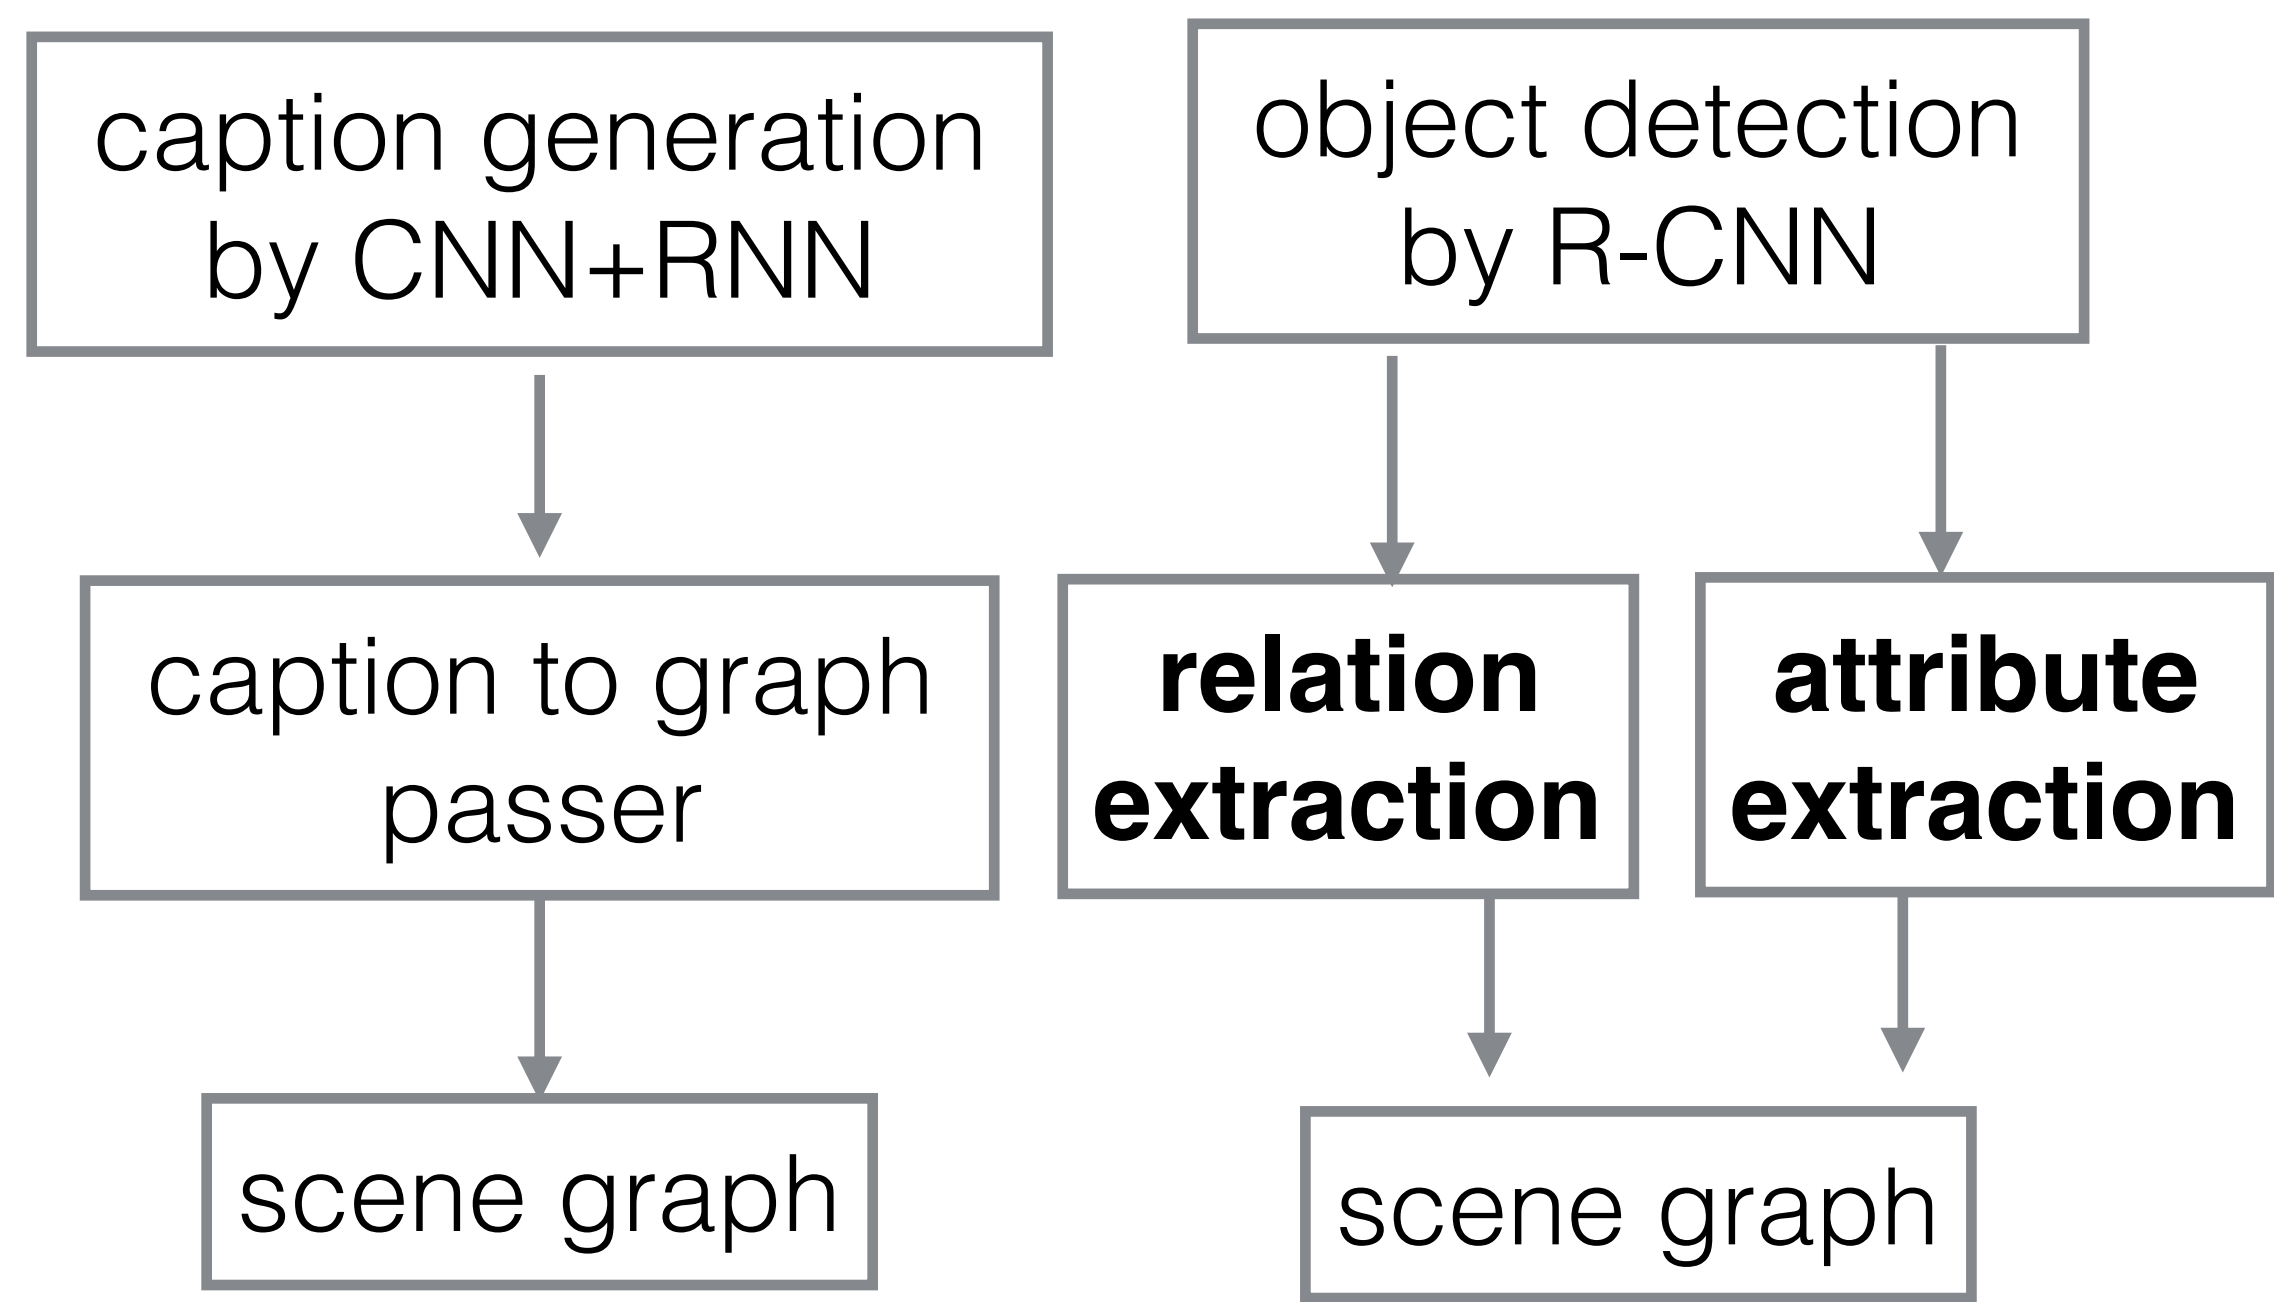 caption generation
by CNN+RNN
object detection
by R-CNN
caption to graph
passer
relation
extraction
attribute
extraction
scene graph
scene graph